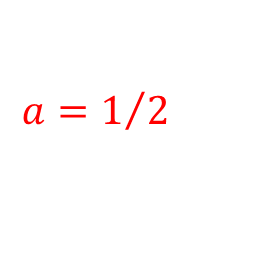 a = 1/2